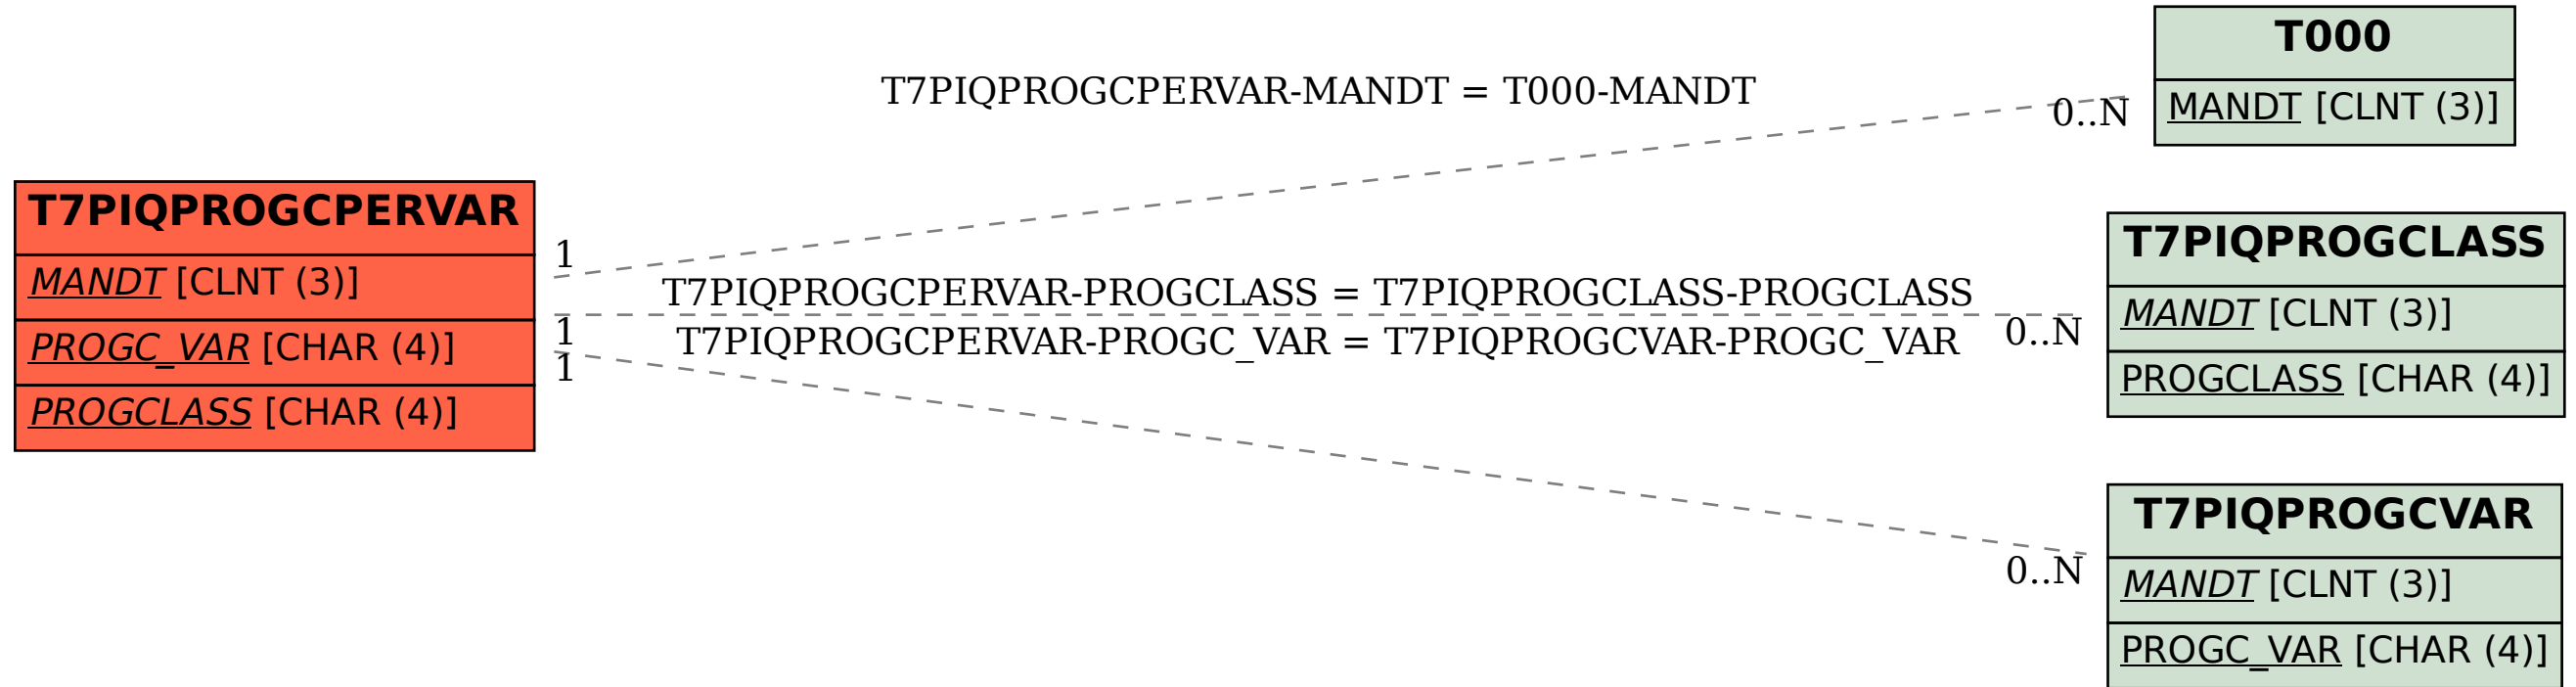 T7PIQPROGCPERVAR
MANDT [CLNT (3)]
PROGC_VAR [CHAR (4)]
PROGCLASS [CHAR (4)]
T7PIQPROGCPERVAR-MANDT = T000-MANDT
1
0..N
T7PIQPROGCPERVAR-PROGCLASS = T7PIQPROGCLASS-PROGCLASS
1
0..N
T7PIQPROGCPERVAR-PROGC_VAR = T7PIQPROGCVAR-PROGC_VAR
1
0..N
T000
MANDT [CLNT (3)]
T7PIQPROGCLASS
MANDT [CLNT (3)]
PROGCLASS [CHAR (4)]
T7PIQPROGCVAR
MANDT [CLNT (3)]
PROGC_VAR [CHAR (4)]